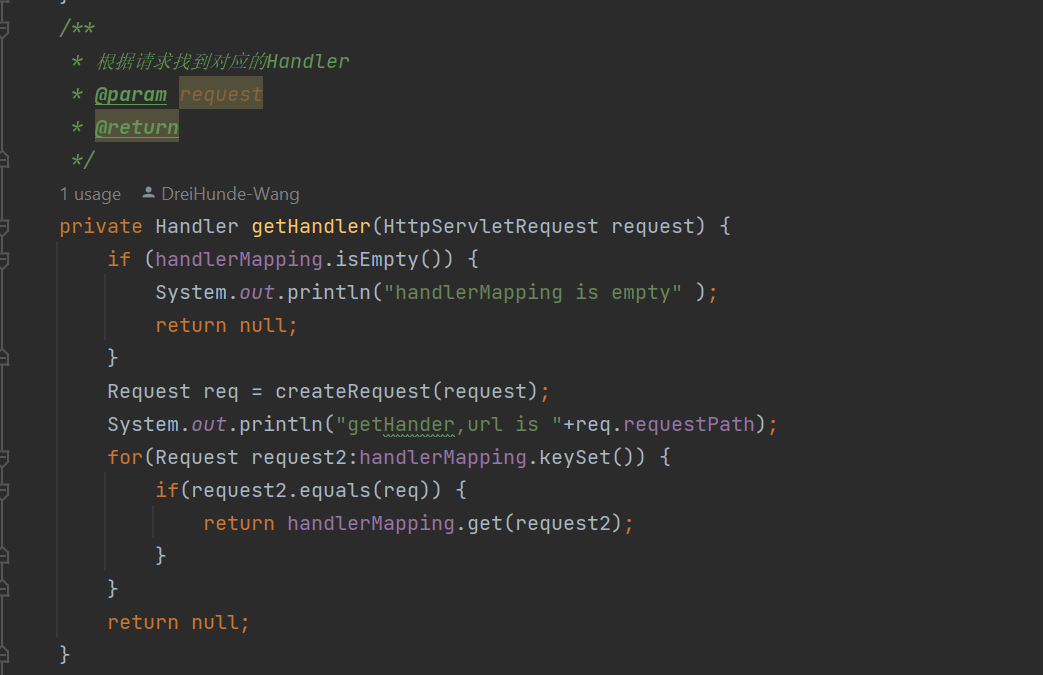 /**
* 根据请求找到对应的Handler
* @param request
* @return
*/
1 usage DreiHunde-Wang
private Handler getHandler(HttpServletRequest request) {
if (handlerMapping.isEmpty()) {
System.out.println("handlerMapping is empty" );
return null;
}
Request req = createRequest(request);
System.out.println("getHander,url is "+req.requestPath);
for(Request request2:handlerMapping.keySet()) {
if(request2.equals(req)) {
return handlerMapping.get(request2);
}
}
return null;
}